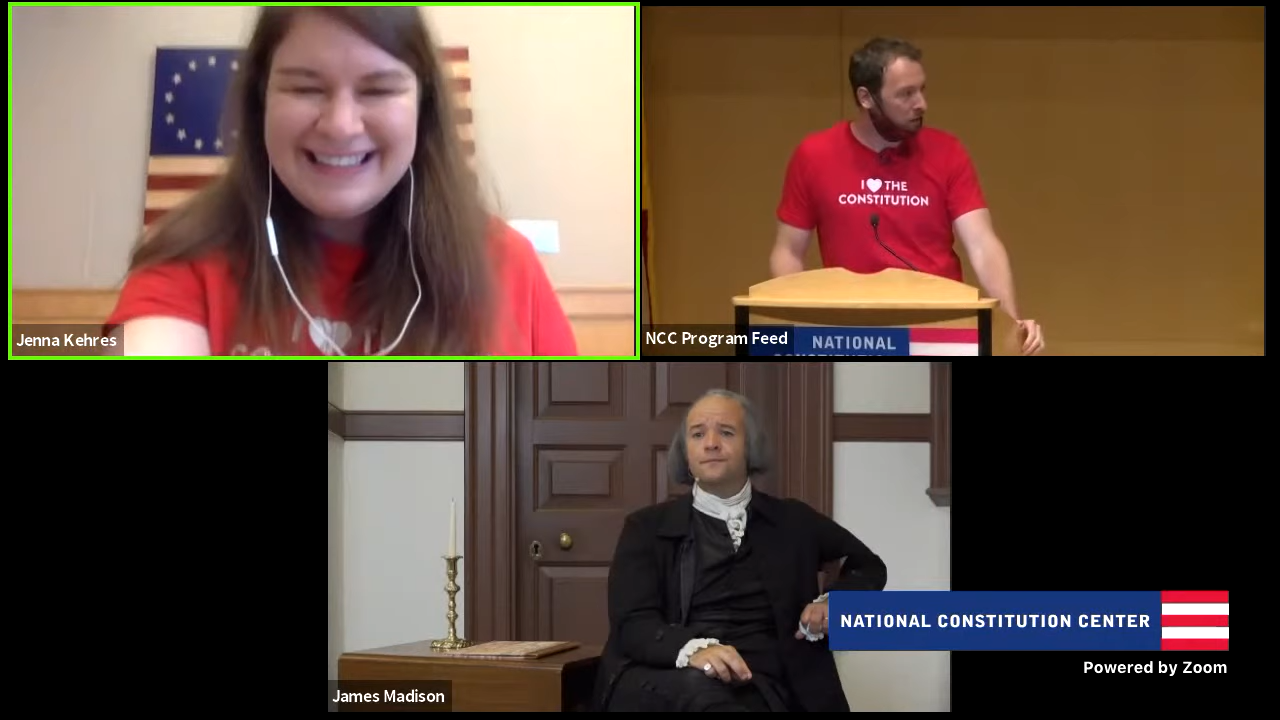 Jenna Kehres
I THE
CONSTITUTION
NCC Program Feed
NATIONAL
James Madison
NATIONAL CONSTITUTION CENTER
Powered by Zoom